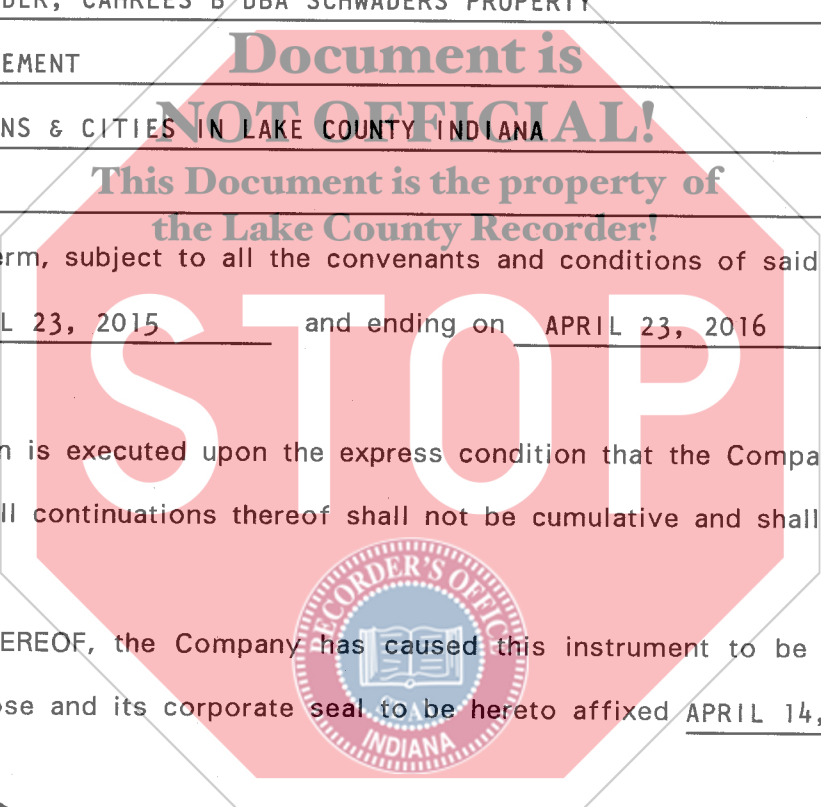 DER, CAHRLES B DBA SCHWADERS PROPERTY
EMENT
Document is
NS & CITIES IN LAKE COUNTY INDIANA
NOT OFFICIAL!
This Document is the property of
the Lake County Recorder!
erm, subject to all the convenants and conditions of said
L 23, 2015 and ending on APRIL 23, 2016
STOP
n is executed upon the express condition that the Compa
ll continuations thereof shall not be cumulative and shall
RECORDER'S OFFICE
EREOF, the Company has caused this instrument to be
ose and its corporate seal to be hereto affixed APRIL 14,
SEAL
INDIANA